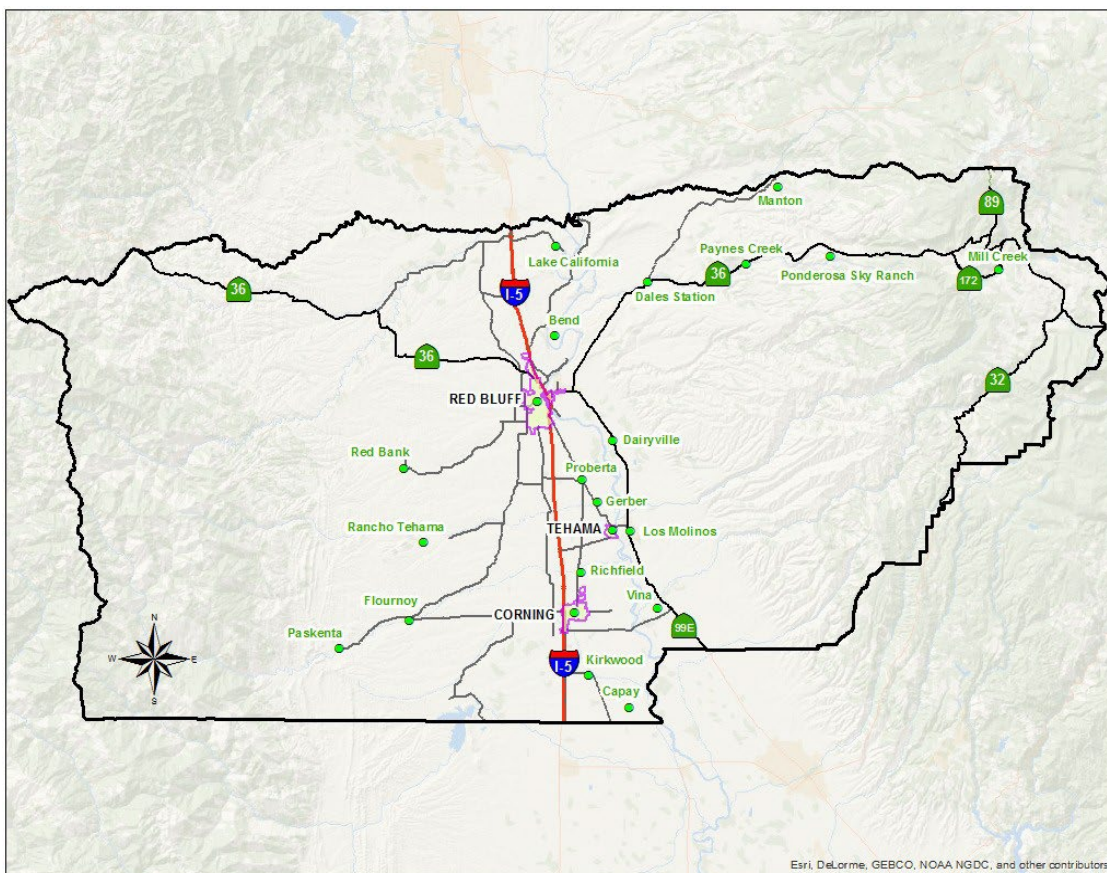 Manton
89
Paynes Creek
Mill Creek
Lake California
36
Ponderosa Sky Ranch
172
Dales Station
36
I-5
Bend
36
32
RED BLUFF
Dairyville
Red Bank
Proberta
Gerber
Rancho Tehama
TEHAMA
Los Molinos
Richfield
Flournoy
CORNING
Vina
N
W
E
S
99E
Paskenta
I-5
Kirkwood
Capay
Esri, DeLorme, GEBCO, NOAA NGDC, and other contributors